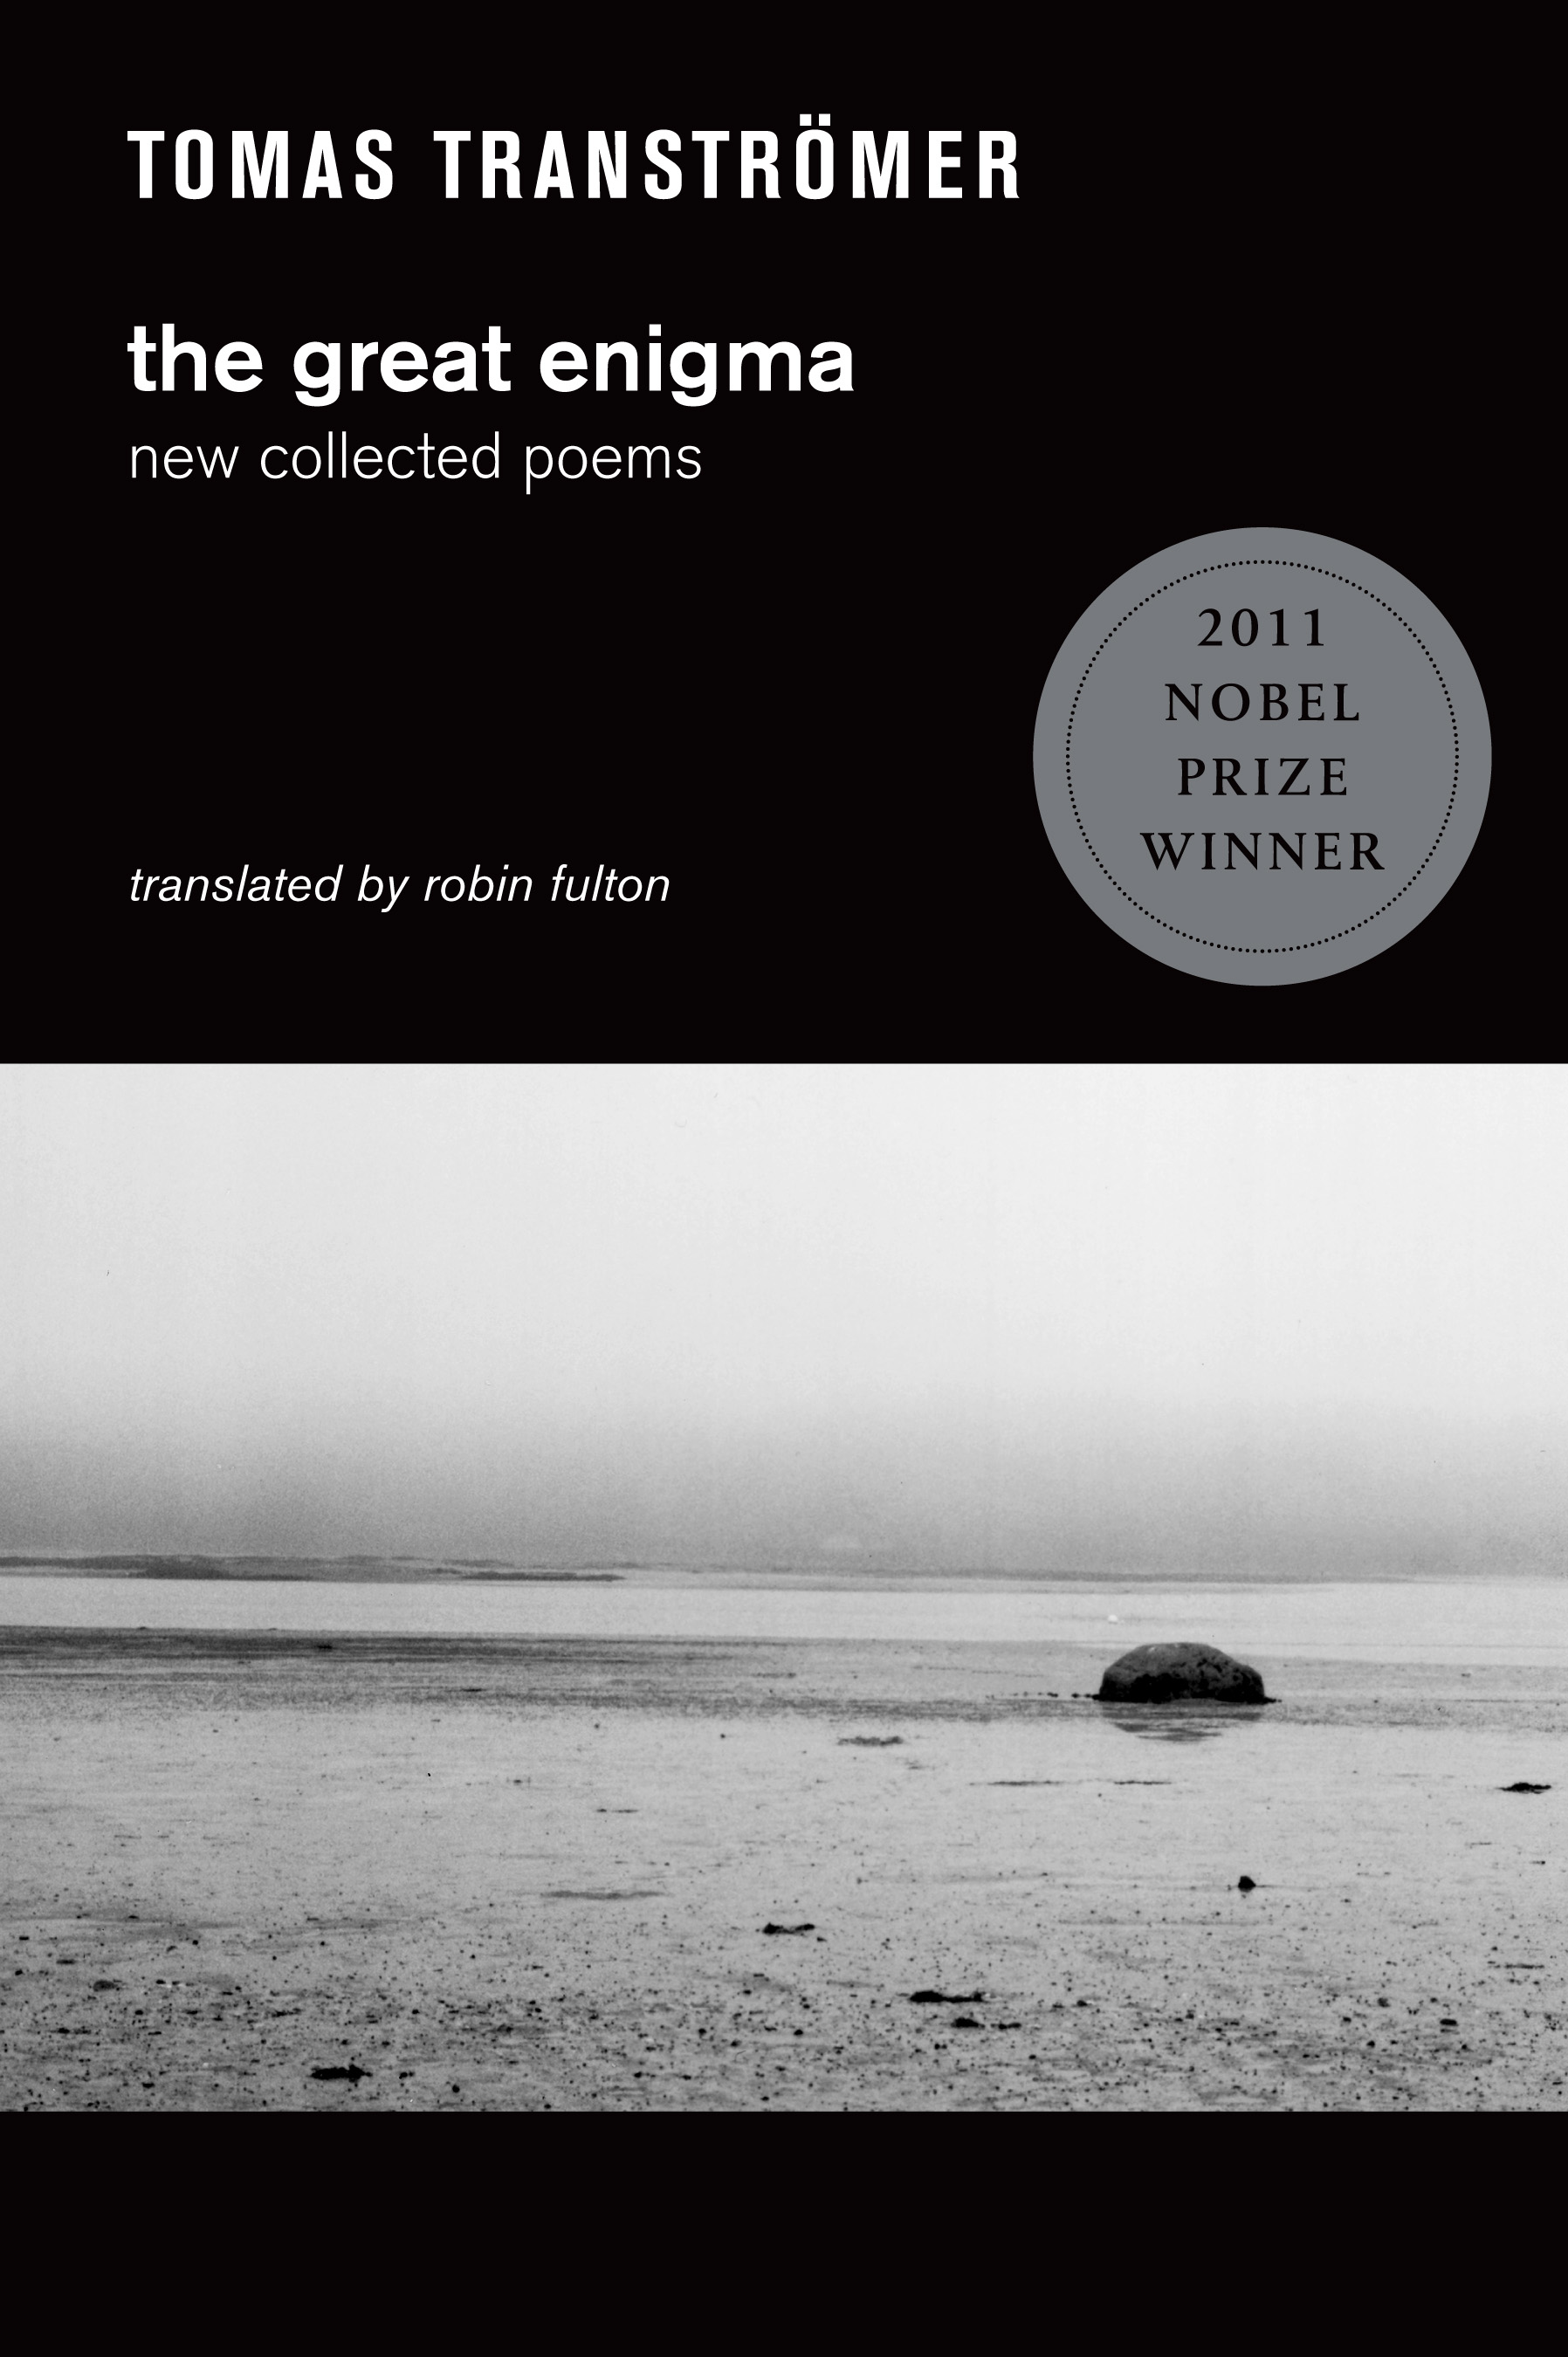 TOMAS TRANSTRÖMER
the great enigma
new collected poems
2011
NOBEL
PRIZE
WINNER
translated by robin fulton